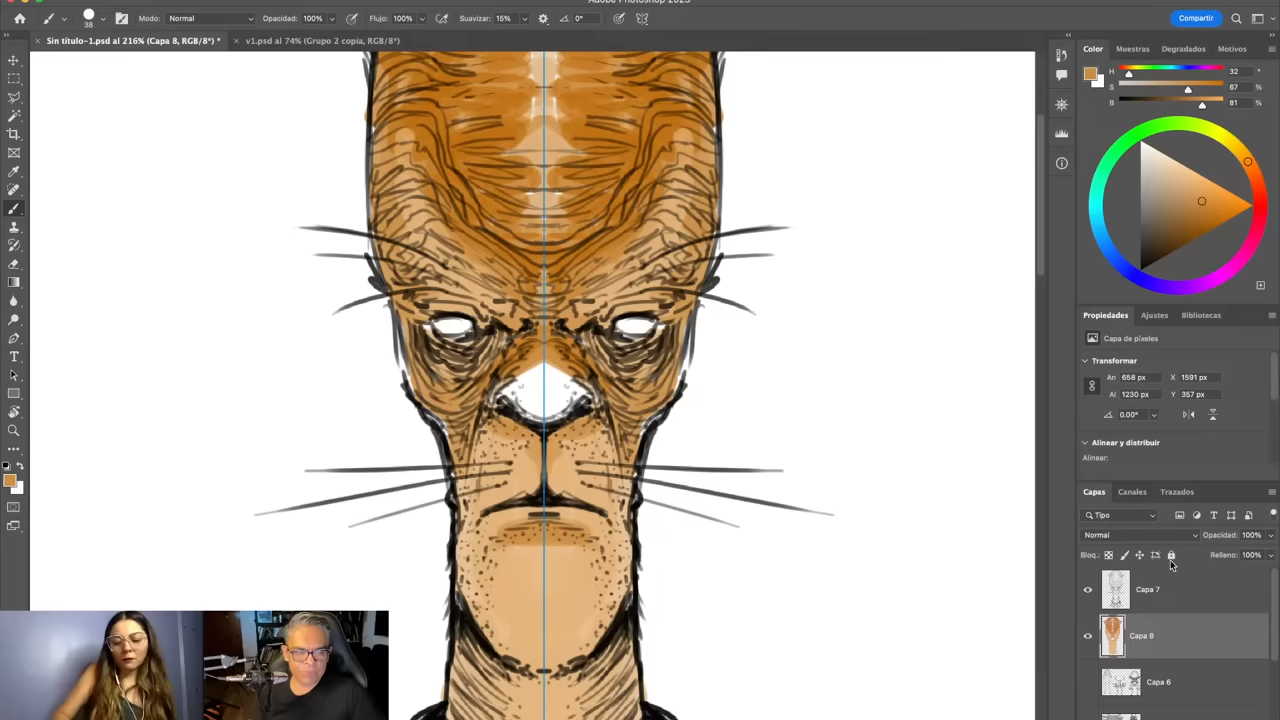 Adobe Photoshop 2023
38 Modo: Normal Opacidad: 100% Flujo: 100% Suavizar: 15% 0° Compartir
Sin título-1.psd al 216% (Capa 8, RGB/8*) * v1.psd al 74% (Grupo 2 copia, RGB/8*)
Color Muestras Degradados Motivos
H 32 °
S 67 %
B 81 %
Propiedades Ajustes Bibliotecas
Capa de píxeles
Transformar
An 658 px X 1591 px
Al 1230 px Y 357 px
0.00°
Alinear y distribuir
Alinear:
Capas Canales Trazados
Tipo
Normal Opacidad: 100%
Bloq.: Relleno: 100%
Capa 7
Capa 8
Capa 6